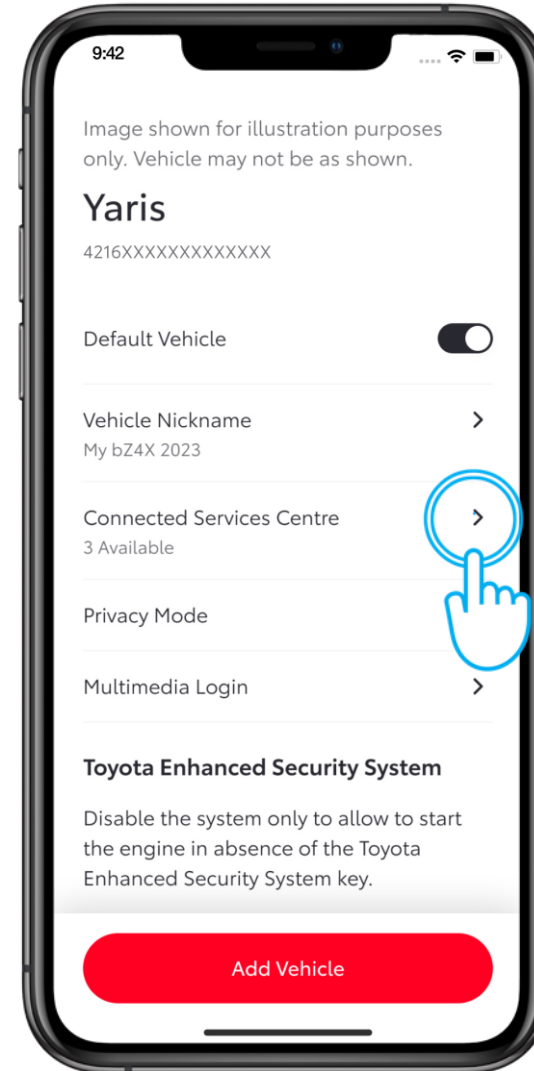 9:42
Image shown for illustration purposes
only. Vehicle may not be as shown.
Yaris
4216XXXXXXXXXXXXX
Default Vehicle
Vehicle Nickname
My bZ4X 2023
Connected Services Centre
3 Available
Privacy Mode
Multimedia Login
Toyota Enhanced Security System
Disable the system only to allow to start
the engine in absence of the Toyota
Enhanced Security System key.
Add Vehicle